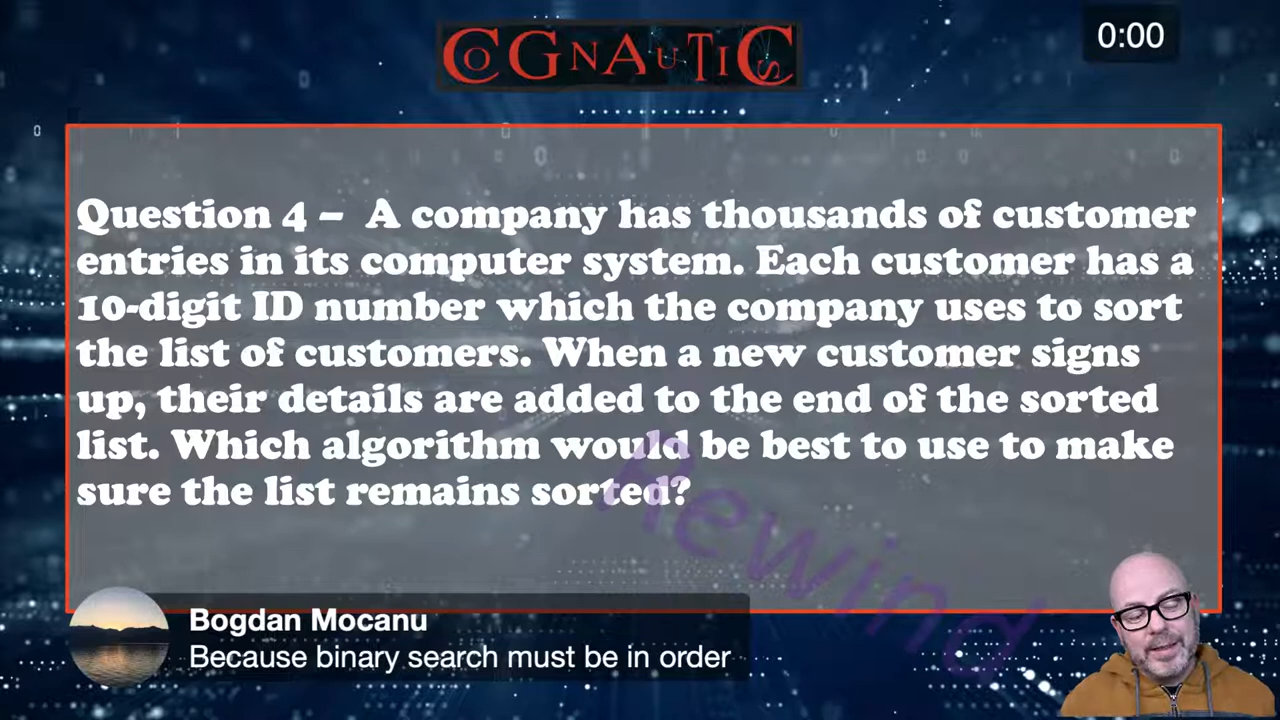 COGNAUTICS
0:00
Question 4 – A company has thousands of customer
entries in its computer system. Each customer has a
10-digit ID number which the company uses to sort
the list of customers. When a new customer signs
up, their details are added to the end of the sorted
list. Which algorithm would be best to use to make
sure the list remains sorted?
Rewind
Bogdan Mocanu
Because binary search must be in order